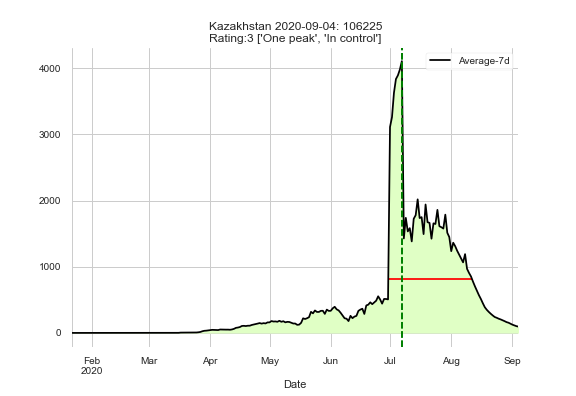 Kazakhstan 2020-09-04: 106225
Rating:3 ['One peak', 'In control']
Average-7d
4000
3000
2000
1000
0
Feb Mar Apr May Jun Jul Aug Sep
2020
Date